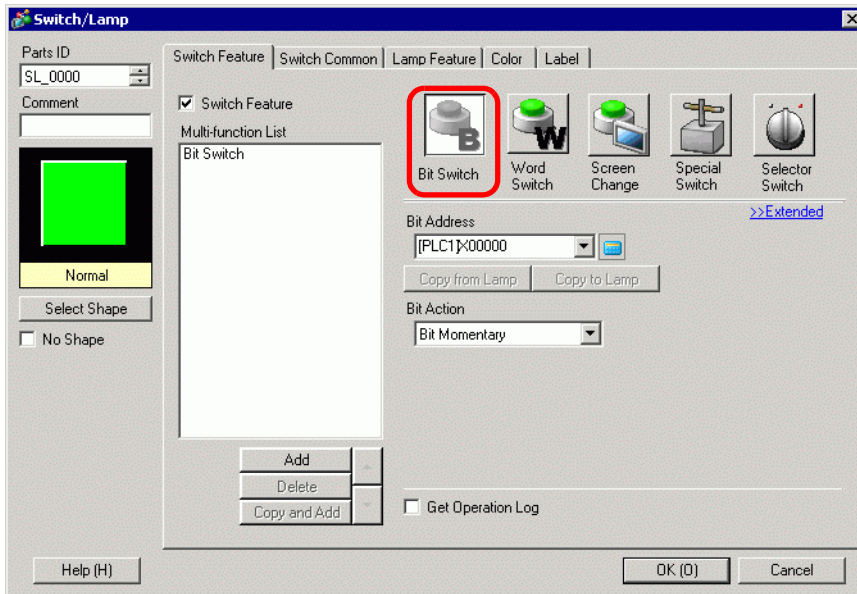 Switch/Lamp
Parts ID
SL_0000
Comment
Normal
Select Shape
No Shape
Switch Feature
Switch Common
Lamp Feature
Color
Label
Switch Feature
Multi-function List
Bit Switch
Add
Delete
Copy and Add
B
Bit Switch
W
Word
Switch
Screen
Change
Special
Switch
Selector
Switch
>>Extended
Bit Address
[PLC1]X00000
Copy from Lamp
Copy to Lamp
Bit Action
Bit Momentary
Get Operation Log
Help (H)
OK (O)
Cancel